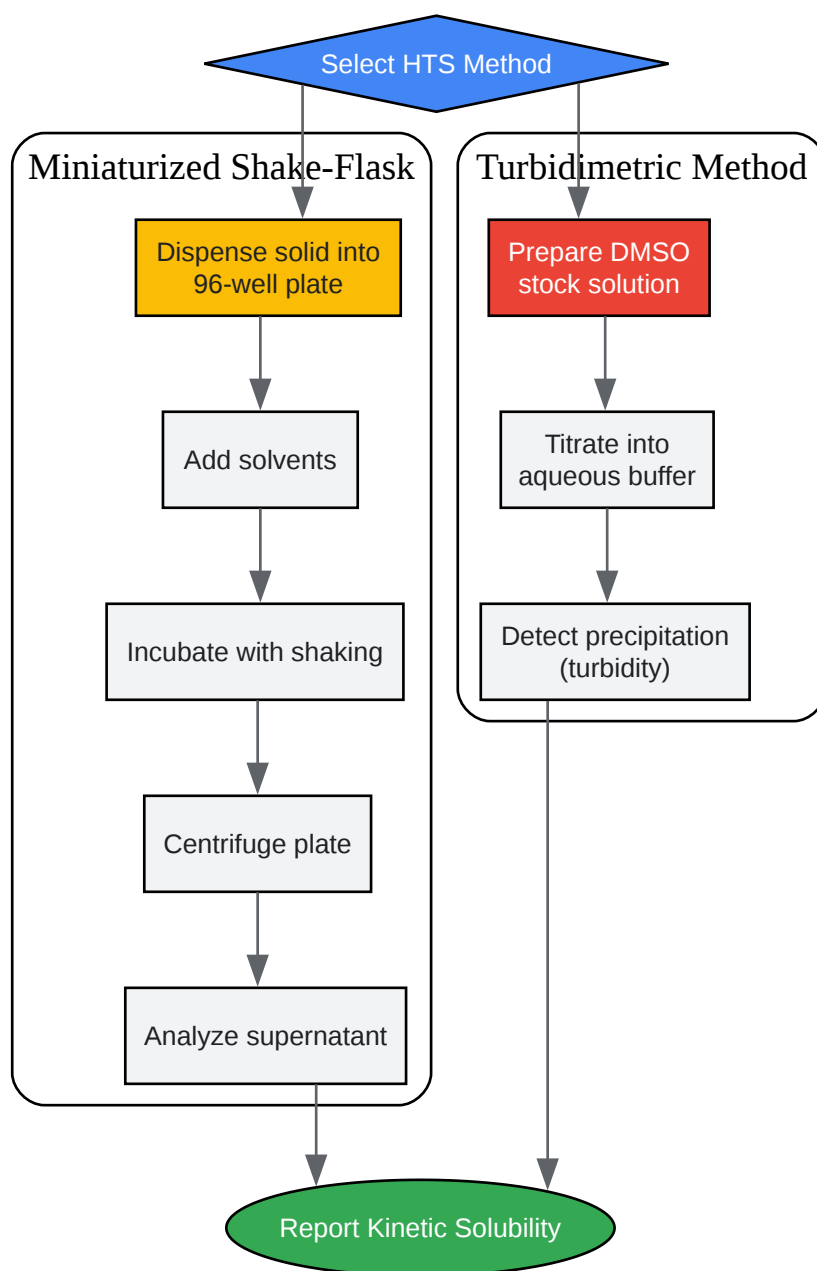 Select HTS Method
Miniaturized Shake-Flask
Dispense solid into
96-well plate
Add solvents
Incubate with shaking
Centrifuge plate
Analyze supernatant
Turbidimetric Method
Prepare DMSO
stock solution
Titrate into
aqueous buffer
Detect precipitation
(turbidity)
Report Kinetic Solubility